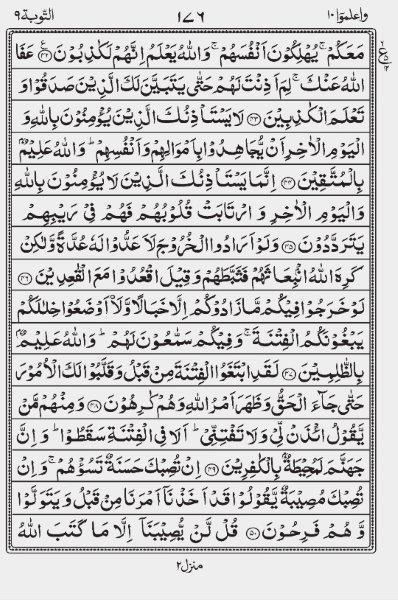 التوبة ٩ ١٧٦ واعلموا ١٠
مَعَكُمْ ۚ يُهْلِكُوْنَ اَنْفُسَهُمْ ۚ وَاللّٰهُ يَعْلَمُ اِنَّهُمْ لَكٰذِبُوْنَ ﴿٤٢﴾ عَفَا
اللّٰهُ عَنْكَ ۚ لِمَ اَذِنْتَ لَهُمْ حَتّٰى يَتَبَيَّنَ لَكَ الَّذِيْنَ صَدَقُوْا وَ
تَعْلَمَ الْكٰذِبِيْنَ ﴿٤٣﴾ لَا يَسْتَاْذِنُكَ الَّذِيْنَ يُؤْمِنُوْنَ بِاللّٰهِ وَ
الْيَوْمِ الْاٰخِرِ اَنْ يُّجَاهِدُوْا بِاَمْوَالِهِمْ وَاَنْفُسِهِمْ ؕ وَاللّٰهُ عَلِيْمٌۢ
بِالْمُتَّقِيْنَ ﴿٤٤﴾ اِنَّمَا يَسْتَاْذِنُكَ الَّذِيْنَ لَا يُؤْمِنُوْنَ بِاللّٰهِ
وَالْيَوْمِ الْاٰخِرِ وَ ارْتَابَتْ قُلُوْبُهُمْ فَهُمْ فِيْ رَيْبِهِمْ
يَتَرَدَّدُوْنَ ﴿٤٥﴾ وَلَوْ اَرَادُوا الْخُرُوْجَ لَاَعَدُّوْا لَهٗ عُدَّةً وَّلٰكِنْ
كَرِهَ اللّٰهُ انْۢبِعَاثَهُمْ فَثَبَّطَهُمْ وَقِيْلَ اقْعُدُوْا مَعَ الْقٰعِدِيْنَ ﴿٤٦﴾
لَوْ خَرَجُوْا فِيْكُمْ مَّا زَادُوْكُمْ اِلَّا خَبَالًا وَّلَا۟اَوْضَعُوْا خِلٰلَكُمْ
يَبْغُوْنَكُمُ الْفِتْنَةَ ۚ وَفِيْكُمْ سَمّٰعُوْنَ لَهُمْ ؕ وَاللّٰهُ عَلِيْمٌۢ
بِالظّٰلِمِيْنَ ﴿٤٧﴾ لَقَدِ ابْتَغَوُا الْفِتْنَةَ مِنْ قَبْلُ وَقَلَّبُوْا لَكَ الْاُمُوْرَ
حَتّٰى جَآءَ الْحَقُّ وَظَهَرَ اَمْرُ اللّٰهِ وَهُمْ كٰرِهُوْنَ ﴿٤٨﴾ وَمِنْهُمْ مَّنْ
يَّقُوْلُ ائْذَنْ لِّيْ وَلَا تَفْتِنِّيْ ؕ اَلَا فِي الْفِتْنَةِ سَقَطُوْا ؕ وَاِنَّ
جَهَنَّمَ لَمُحِيْطَةٌۢ بِالْكٰفِرِيْنَ ﴿٤٩﴾ اِنْ تُصِبْكَ حَسَنَةٌ تَسُؤْهُمْ ۚ وَاِنْ
تُصِبْكَ مُصِيْبَةٌ يَّقُوْلُوْا قَدْ اَخَذْنَآ اَمْرَنَا مِنْ قَبْلُ وَيَتَوَلَّوْا
وَّهُمْ فَرِحُوْنَ ﴿٥٠﴾ قُلْ لَّنْ يُّصِيْبَنَآ اِلَّا مَا كَتَبَ اللّٰهُ
منزل ٢